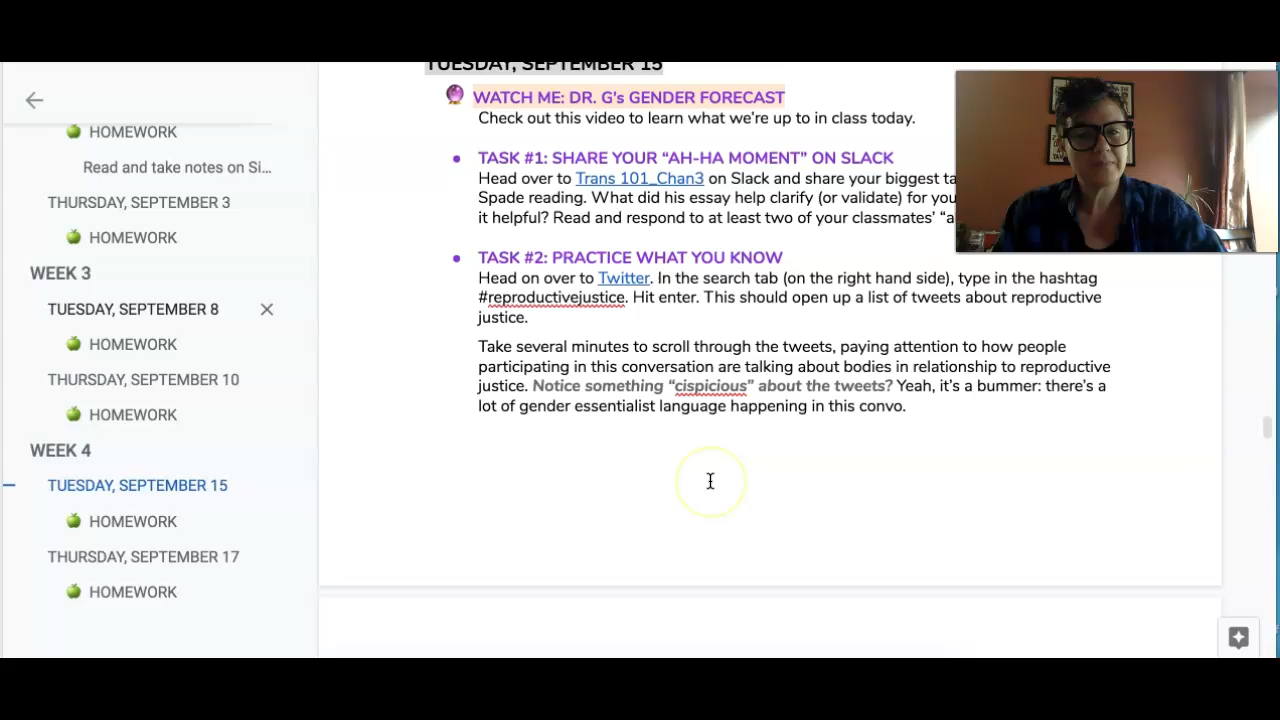 HOMEWORK
Read and take notes on Si...
THURSDAY, SEPTEMBER 3
HOMEWORK
WEEK 3
TUESDAY, SEPTEMBER 8
HOMEWORK
THURSDAY, SEPTEMBER 10
HOMEWORK
WEEK 4
TUESDAY, SEPTEMBER 15
HOMEWORK
THURSDAY, SEPTEMBER 17
HOMEWORK
TUESDAY, SEPTEMBER 15
WATCH ME: DR. G's GENDER FORECAST
Check out this video to learn what we're up to in class today.
TASK #1: SHARE YOUR “AH-HA MOMENT” ON SLACK
Head over to Trans 101_Chan3 on Slack and share your biggest ta
Spade reading. What did his essay help clarify (or validate) for you
it helpful? Read and respond to at least two of your classmates' “a
TASK #2: PRACTICE WHAT YOU KNOW
Head on over to Twitter. In the search tab (on the right hand side), type in the hashtag
#reproductivejustice. Hit enter. This should open up a list of tweets about reproductive
justice.
Take several minutes to scroll through the tweets, paying attention to how people
participating in this conversation are talking about bodies in relationship to reproductive
justice. Notice something “cispicious” about the tweets? Yeah, it's a bummer: there's a
lot of gender essentialist language happening in this convo.